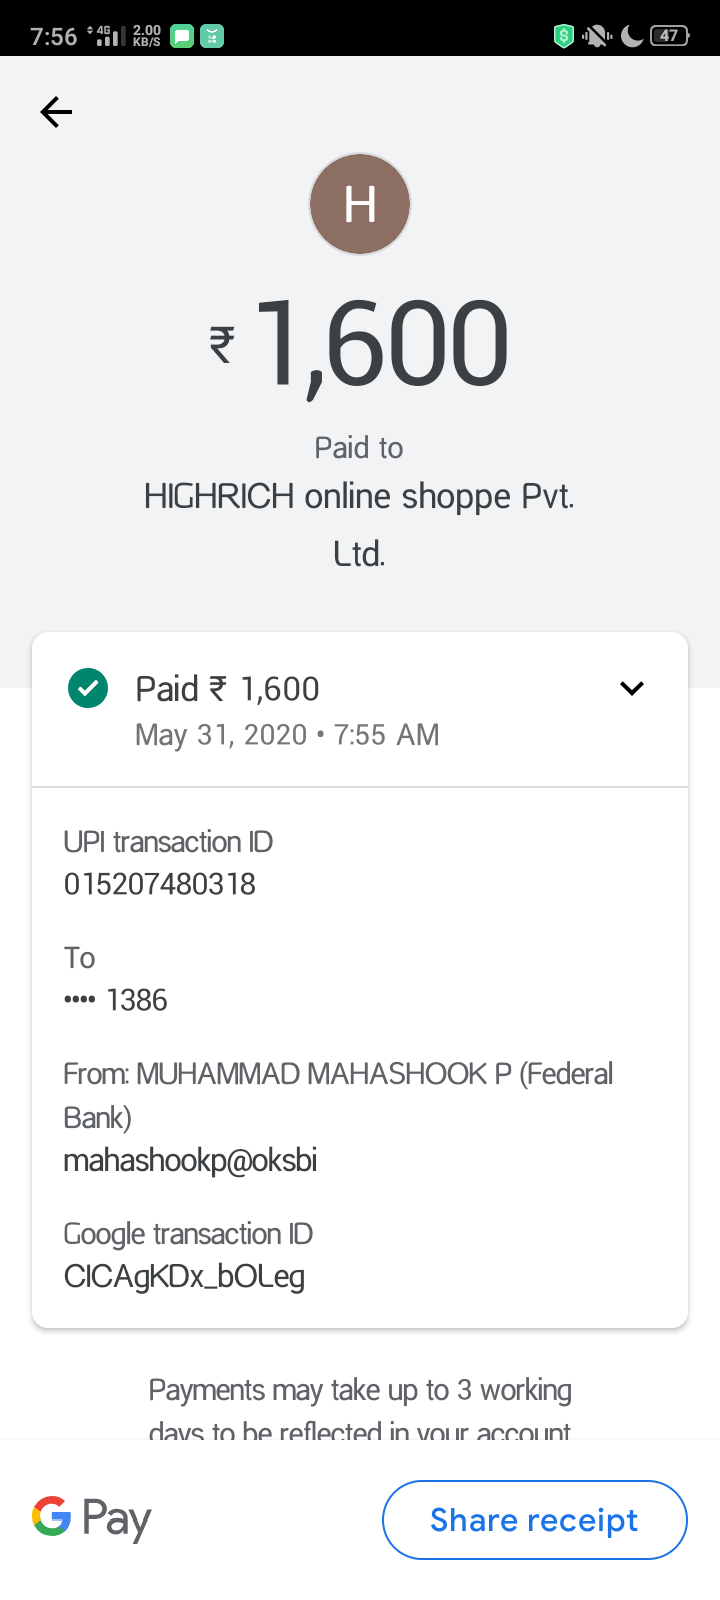 7:56 4G 2.00 KB/S 47
H
₹ 1,600
Paid to
HIGHRICH online shoppe Pvt.
Ltd.
Paid ₹ 1,600
May 31, 2020 • 7:55 AM
UPI transaction ID
015207480318
To
•••• 1386
From: MUHAMMAD MAHASHOOK P (Federal
Bank)
mahashookp@oksbi
Google transaction ID
CICAgKDx_bOLeg
Payments may take up to 3 working
days to be reflected in your account
G Pay
Share receipt